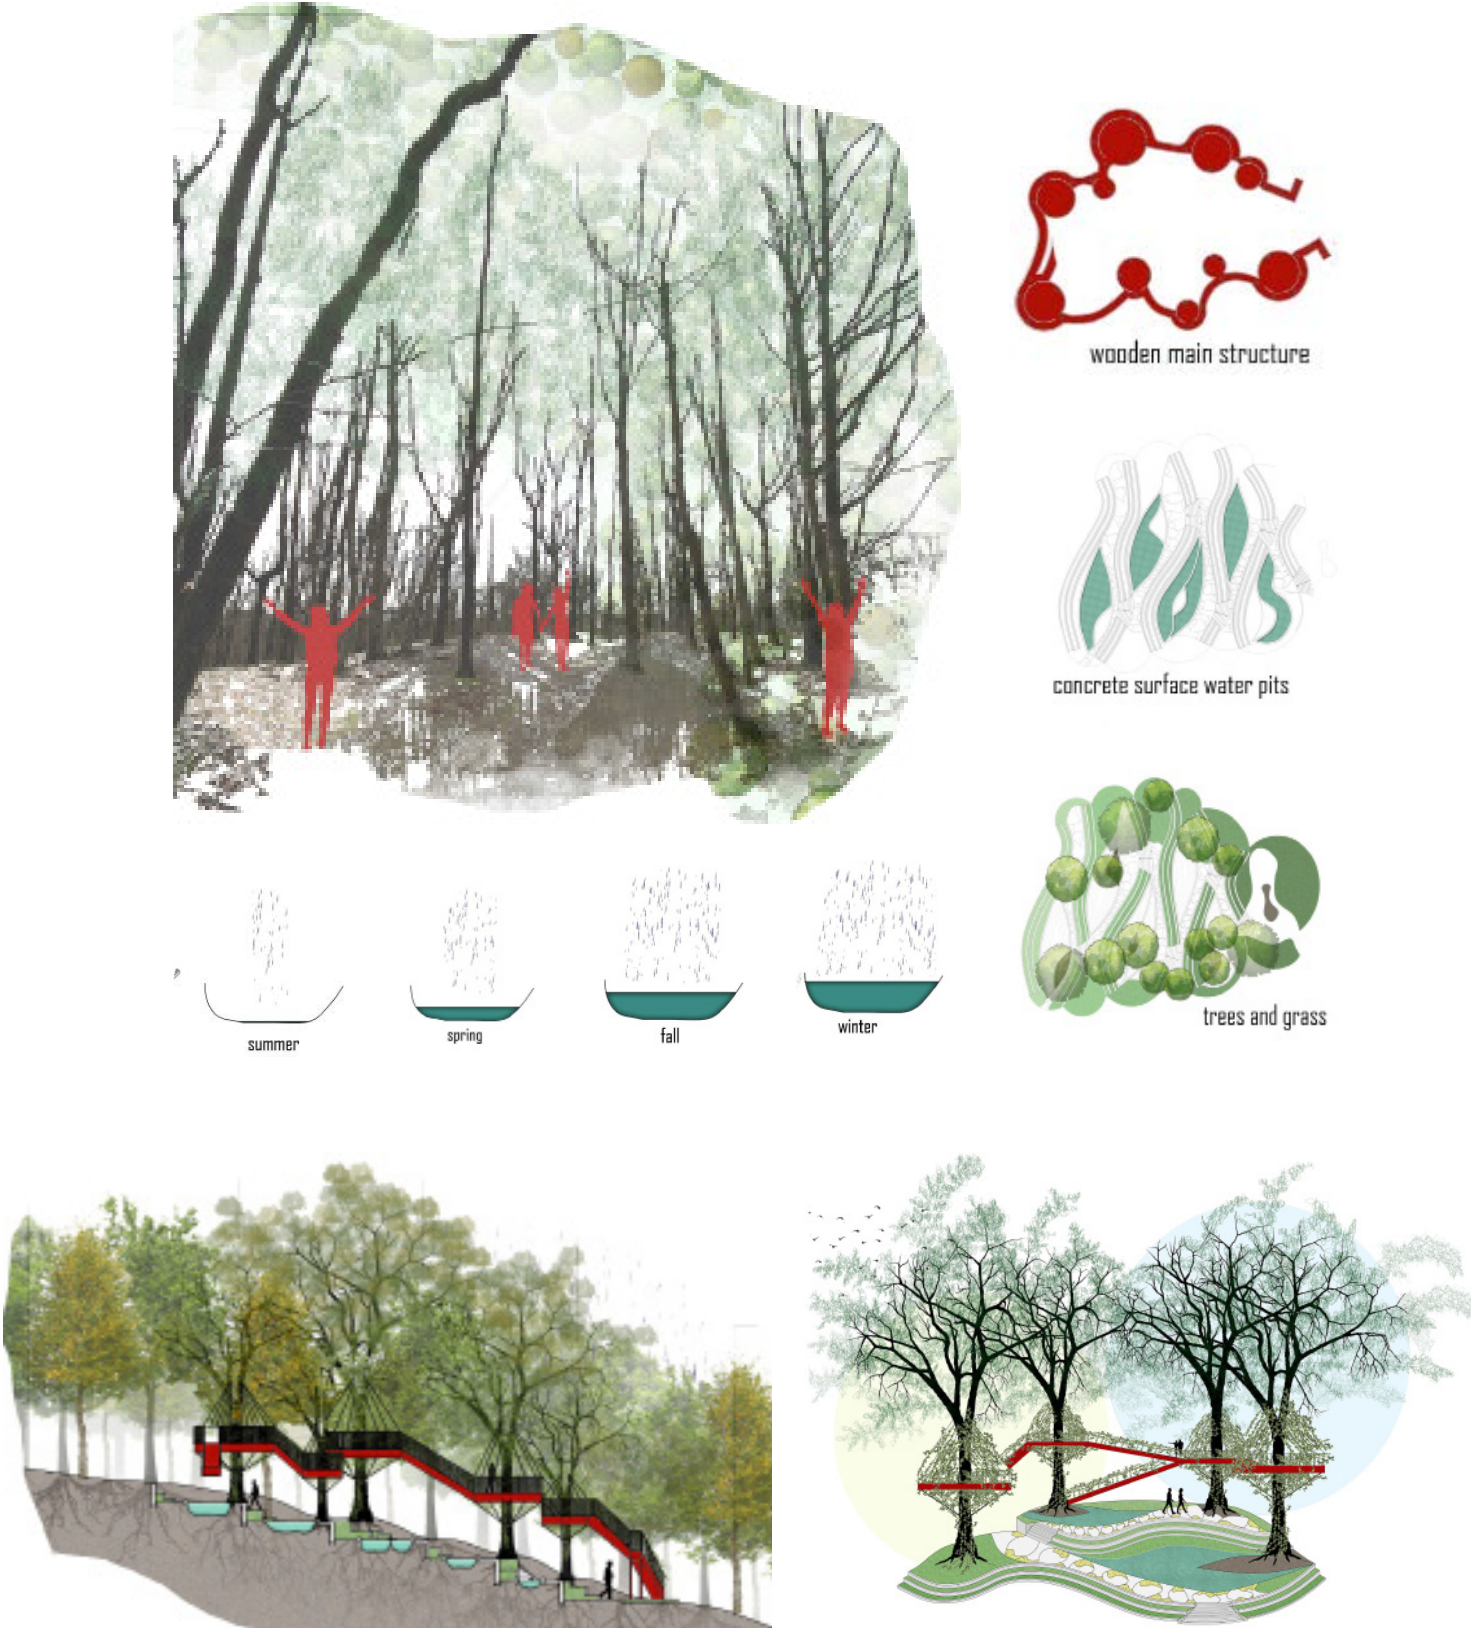 wooden main structure
concrete surface water pits
trees and grass
summer
spring
fall
winter